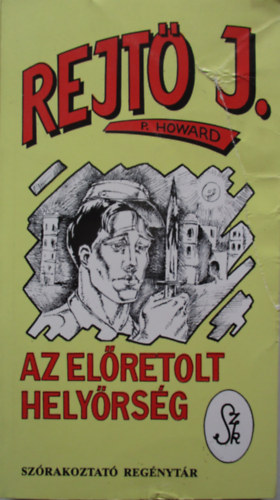 REJTŐ J.
P. HOWARD
AZ ELŐRETOLT
HELYŐRSÉG
SzK
SZÓRAKOZTATÓ REGÉNYTÁR